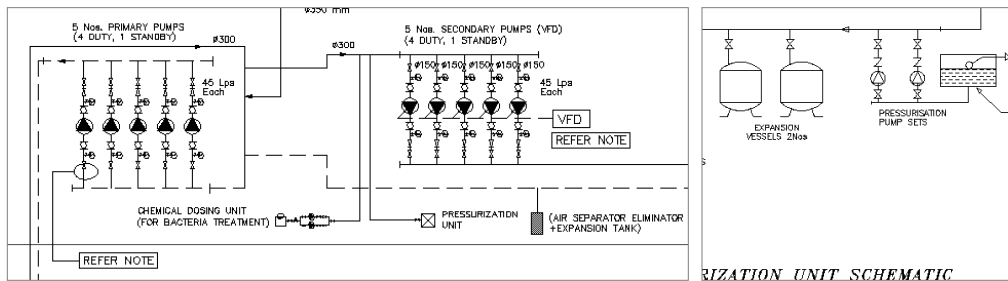 Ø350 mm
5 Nos. PRIMARY PUMPS
(4 DUTY, 1 STANDBY)
Ø300
45 Lps
Each
Ø300
5 Nos. SECONDARY PUMPS (VFD)
(4 DUTY, 1 STANDBY)
Ø150 Ø150 Ø150 Ø150 Ø150
45 Lps
Each
VFD
REFER NOTE
CHEMICAL DOSING UNIT
(FOR BACTERIA TREATMENT)
PRESSURIZATION
UNIT
(AIR SEPARATOR ELIMINATOR
+EXPANSION TANK)
REFER NOTE
EXPANSION
VESSELS 2Nos
PRESSURISATION
PUMP SETS
RIZATION UNIT SCHEMATIC